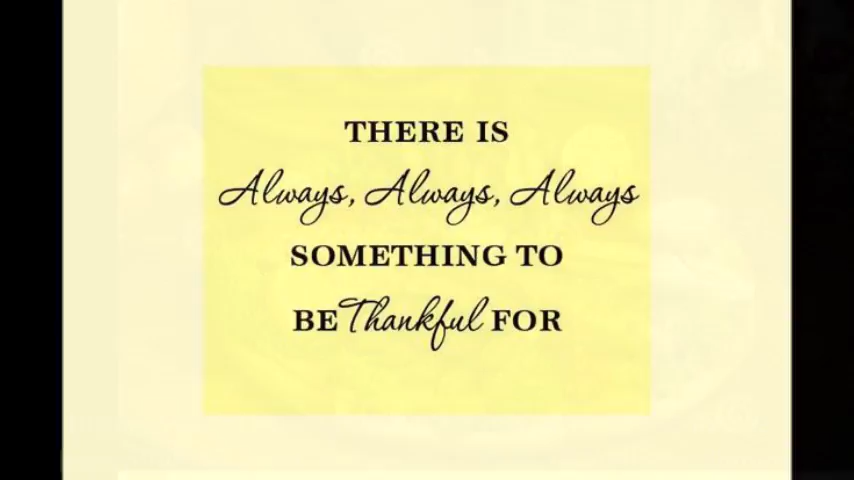 THERE IS
Always, Always, Always
SOMETHING TO
BE Thankful FOR